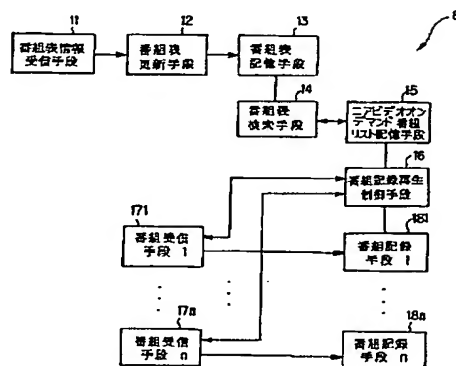 11
番組表情報
受信手段
12
番組表
更新手段
13
番組表
記憶手段
8
14
番組表
検索手段
15
ニアビデオオン
デマンド番組
リスト記憶手段
16
番組記録再生
制御手段
171
番組受信
手段 1
181
番組記録
手段 1
17n
番組受信
手段 n
18n
番組記録
手段 n